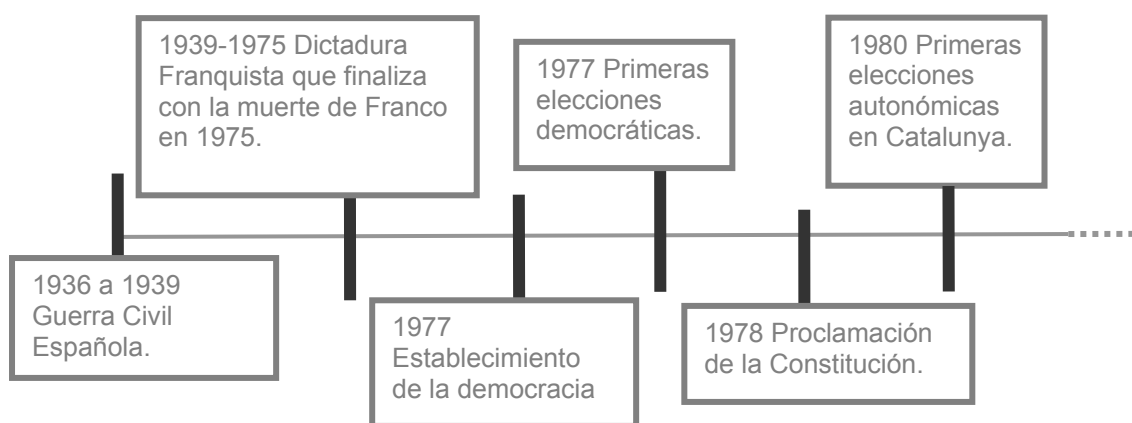 1939-1975 Dictadura
Franquista que finaliza
con la muerte de Franco
en 1975.
1977 Primeras
elecciones
democráticas.
1980 Primeras
elecciones
autonómicas
en Catalunya.
1936 a 1939
Guerra Civil
Española.
1977
Establecimiento
de la democracia
1978 Proclamación
de la Constitución.